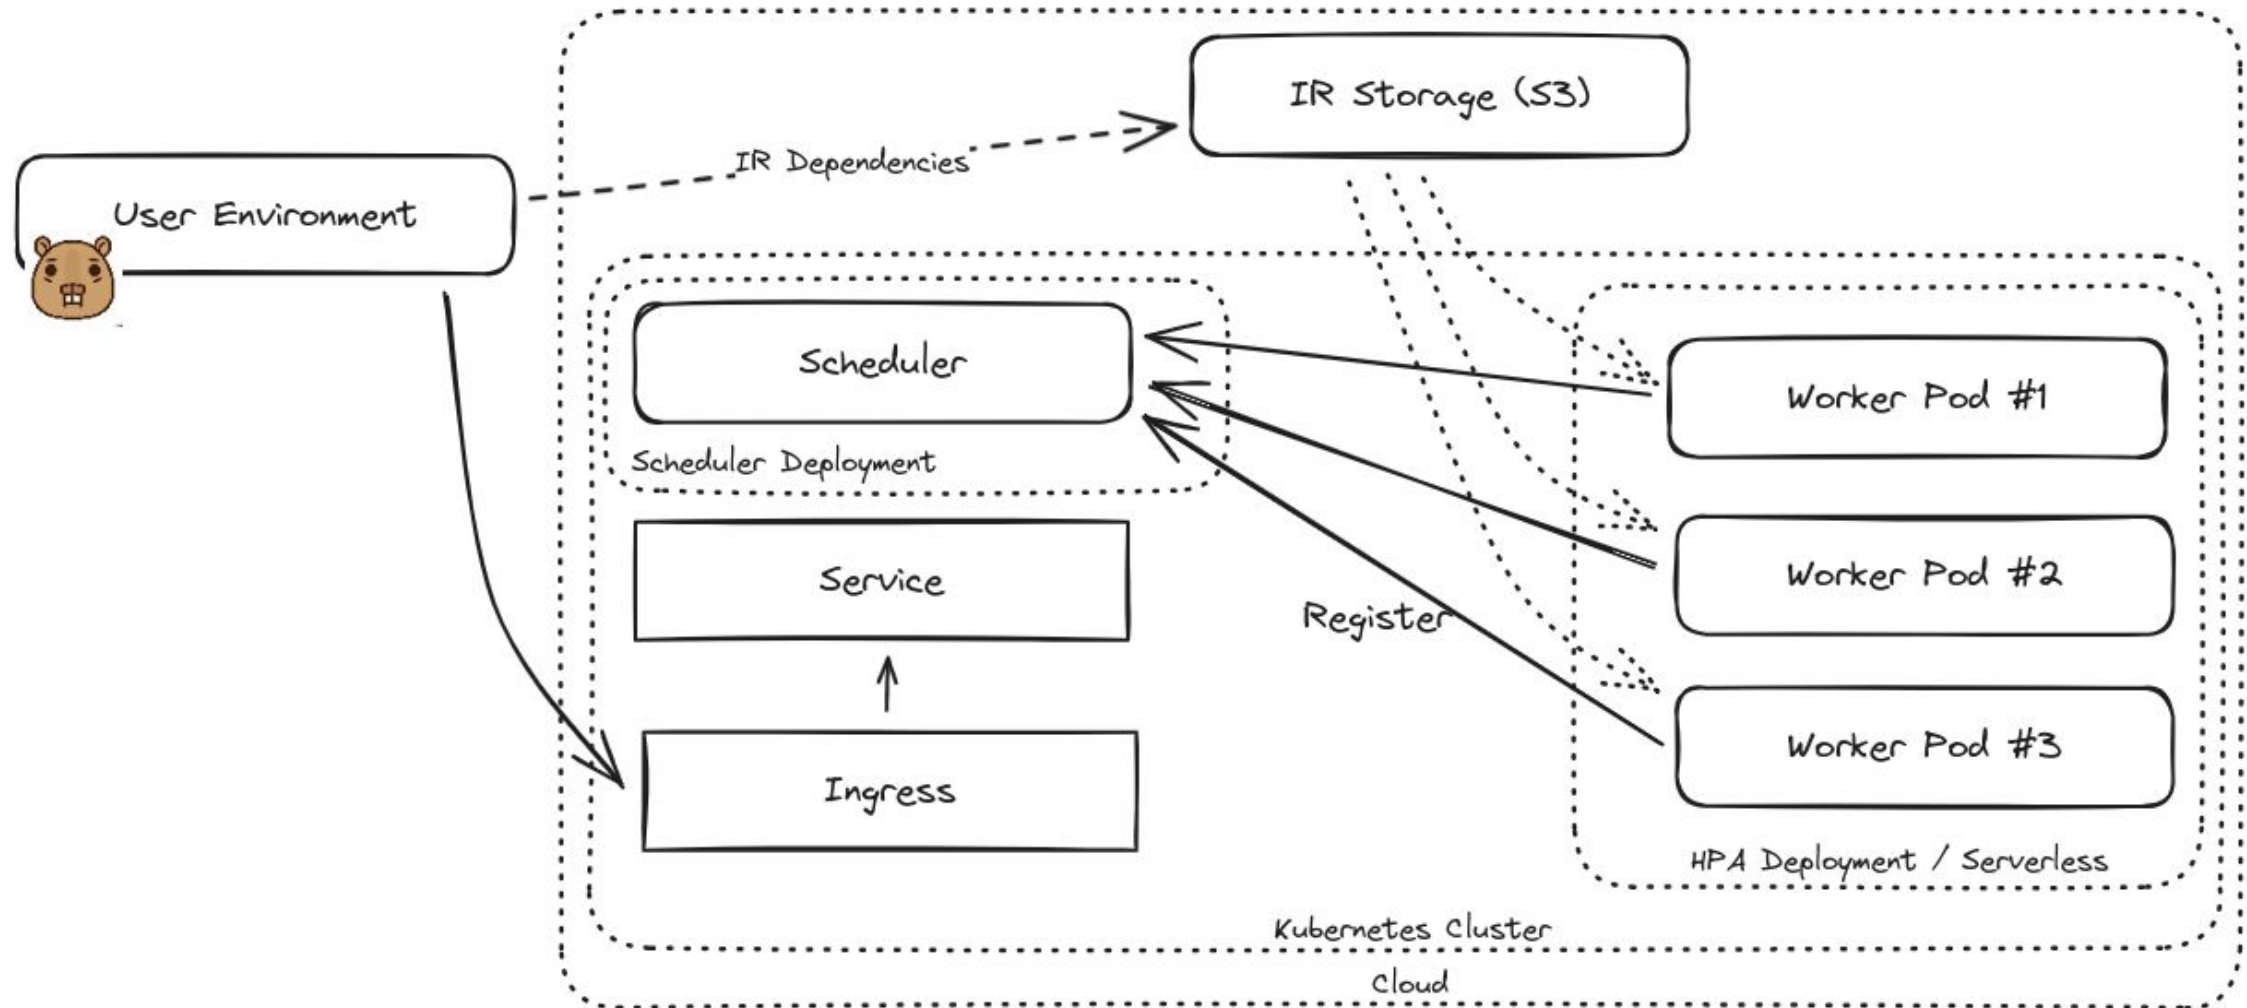 IR Storage (S3)
IR Dependencies
User Environment
Scheduler
Scheduler Deployment
Service
Register
Ingress
Worker Pod #1
Worker Pod #2
Worker Pod #3
HPA Deployment / Serverless
Kubernetes Cluster
Cloud